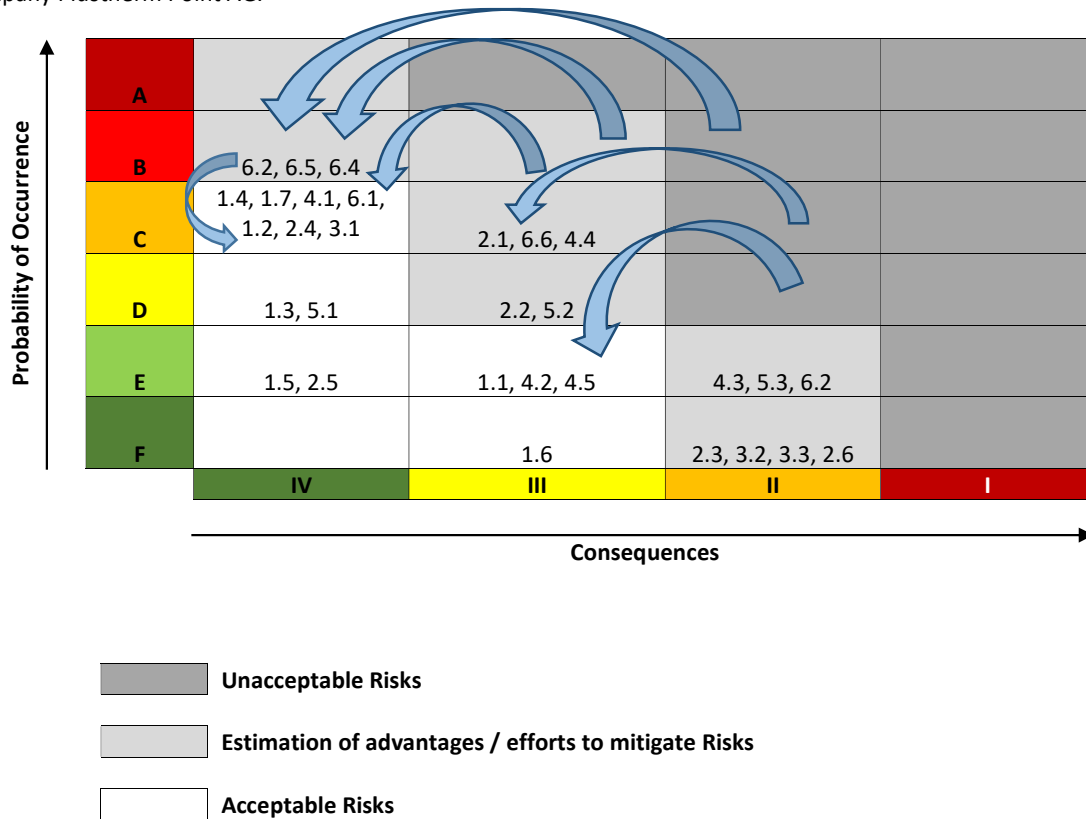 A
B
6.2, 6.5, 6.4
C
1.4, 1.7, 4.1, 6.1,
1.2, 2.4, 3.1
2.1, 6.6, 4.4
D
1.3, 5.1
2.2, 5.2
E
1.5, 2.5
1.1, 4.2, 4.5
4.3, 5.3, 6.2
F
1.6
2.3, 3.2, 3.3, 2.6
IV
III
II
I
Probability of Occurrence
Consequences
Unacceptable Risks
Estimation of advantages / efforts to mitigate Risks
Acceptable Risks